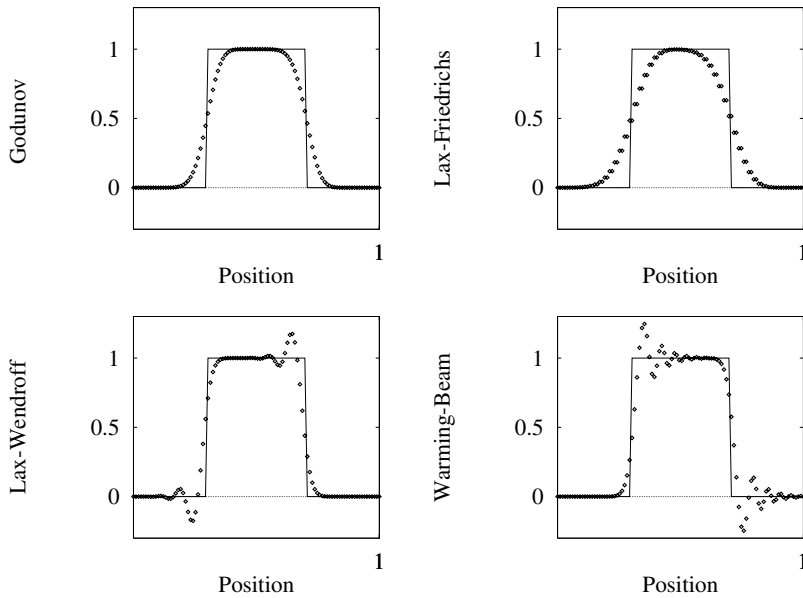 Godunov
1
0.5
0
1
Position
Lax-Friedrichs
1
0.5
0
1
Position
Lax-Wendroff
1
0.5
0
1
Position
Warming-Beam
1
0.5
0
1
Position